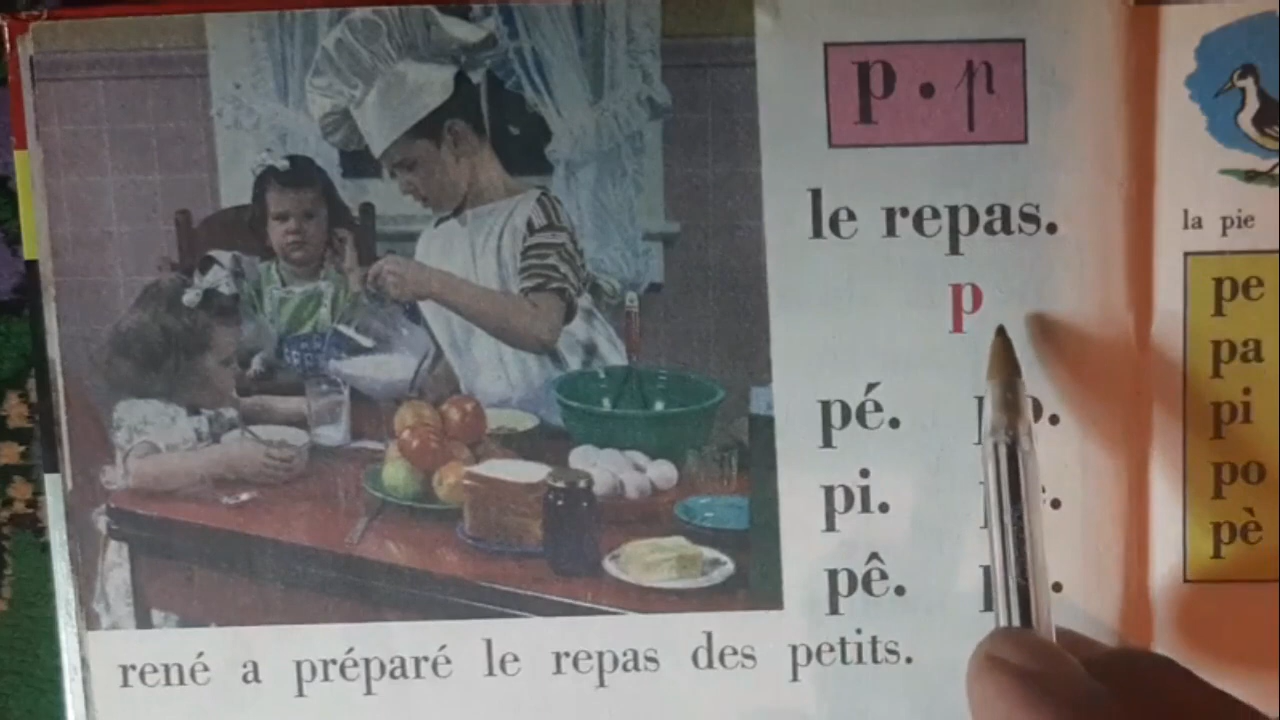 p . p
le repas.
p
pé.
pi.
pê.
rené a préparé le repas des petits.
la pie
pe
pa
pi
po
pè